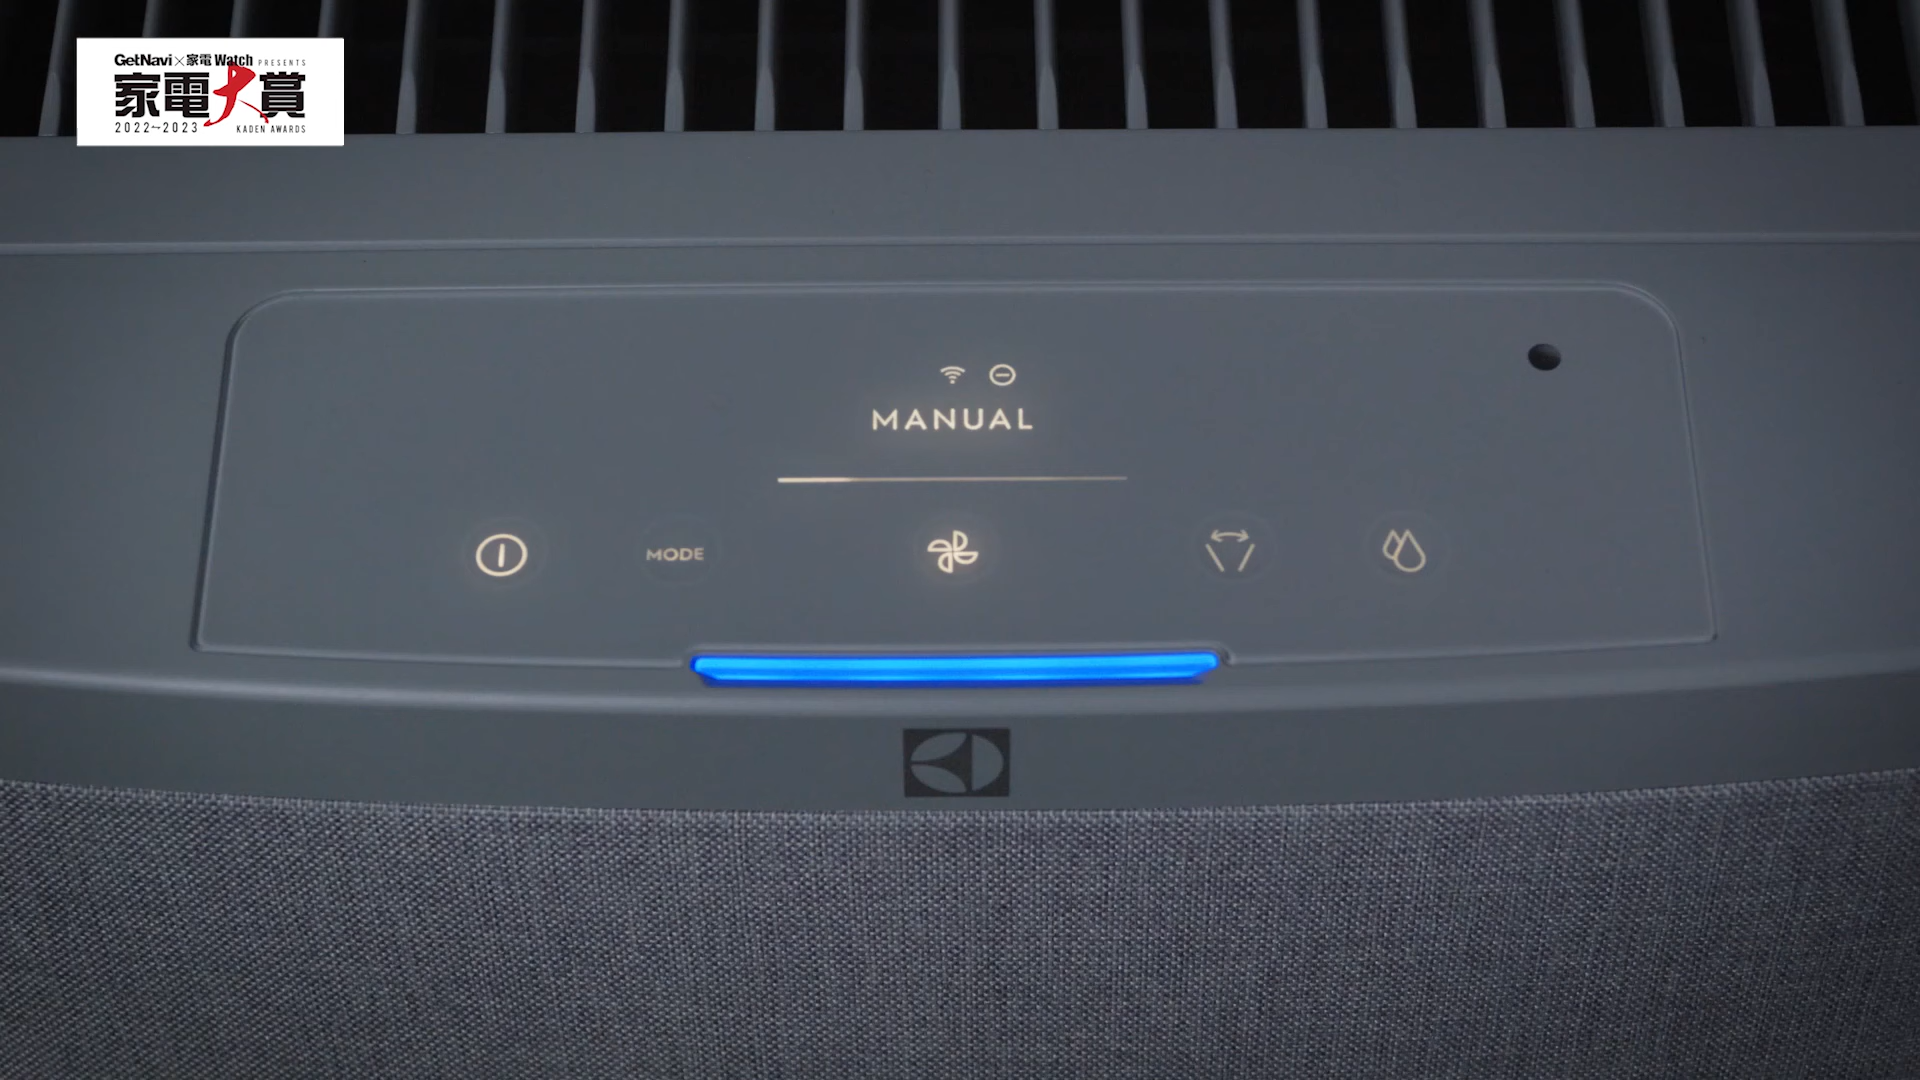 GetNavi×家電 Watch PRESENTS
家電大賞
2022~2023 KADEN AWARDS
MANUAL
MODE